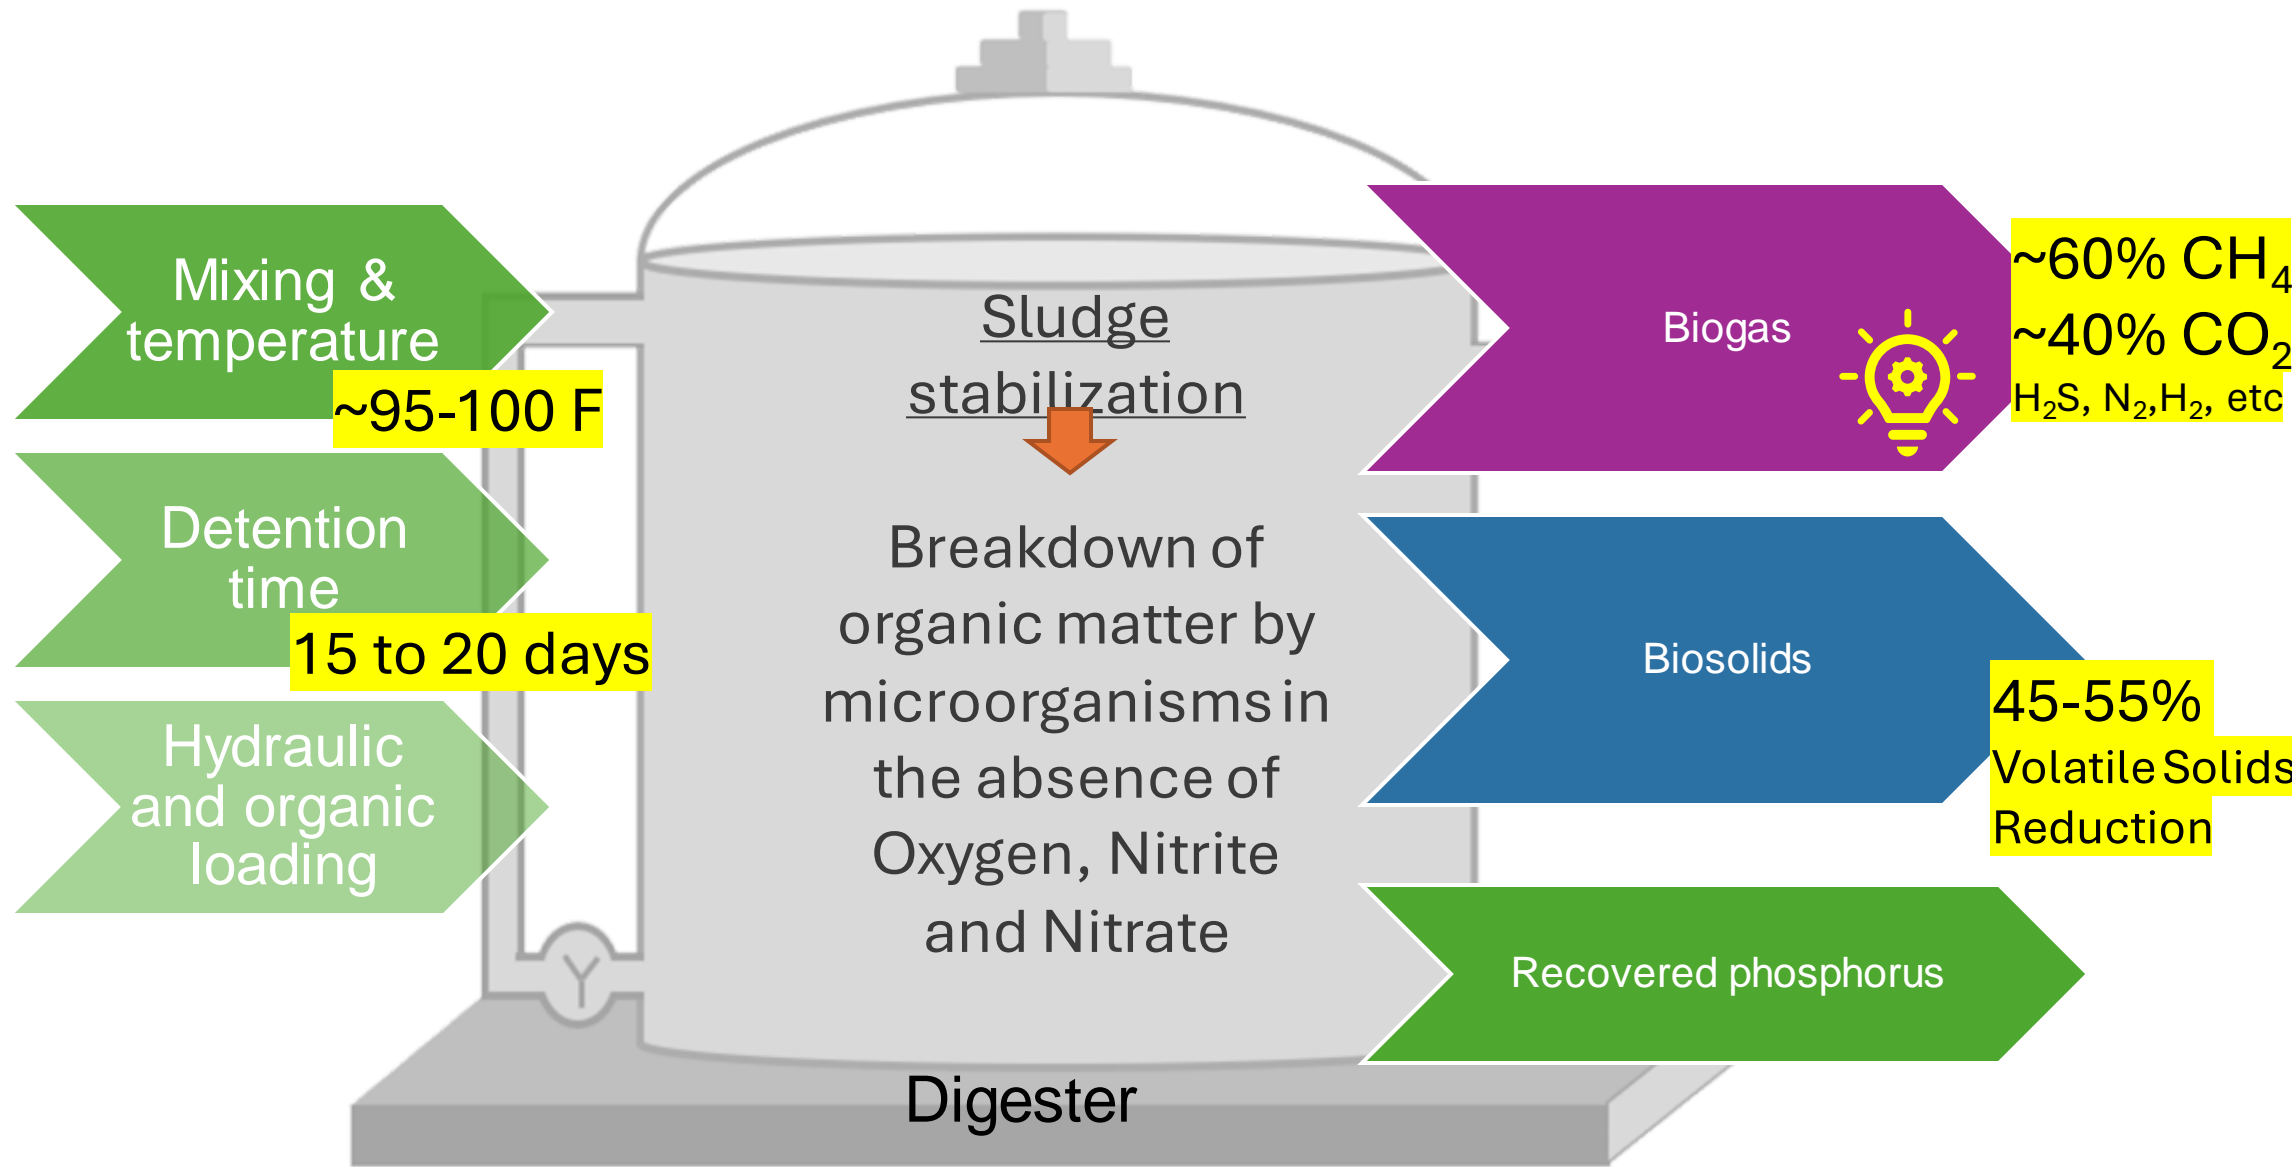 Mixing &
temperature
~95-100 F
Detention
time
15 to 20 days
Hydraulic
and organic
loading
Sludge
stabilization
Breakdown of
organic matter by
microorganisms in
the absence of
Oxygen, Nitrite
and Nitrate
Digester
Biogas
~60% CH₄
~40% CO₂
H₂S, N₂,H₂, etc
Biosolids
45-55%
Volatile Solids
Reduction
Recovered phosphorus